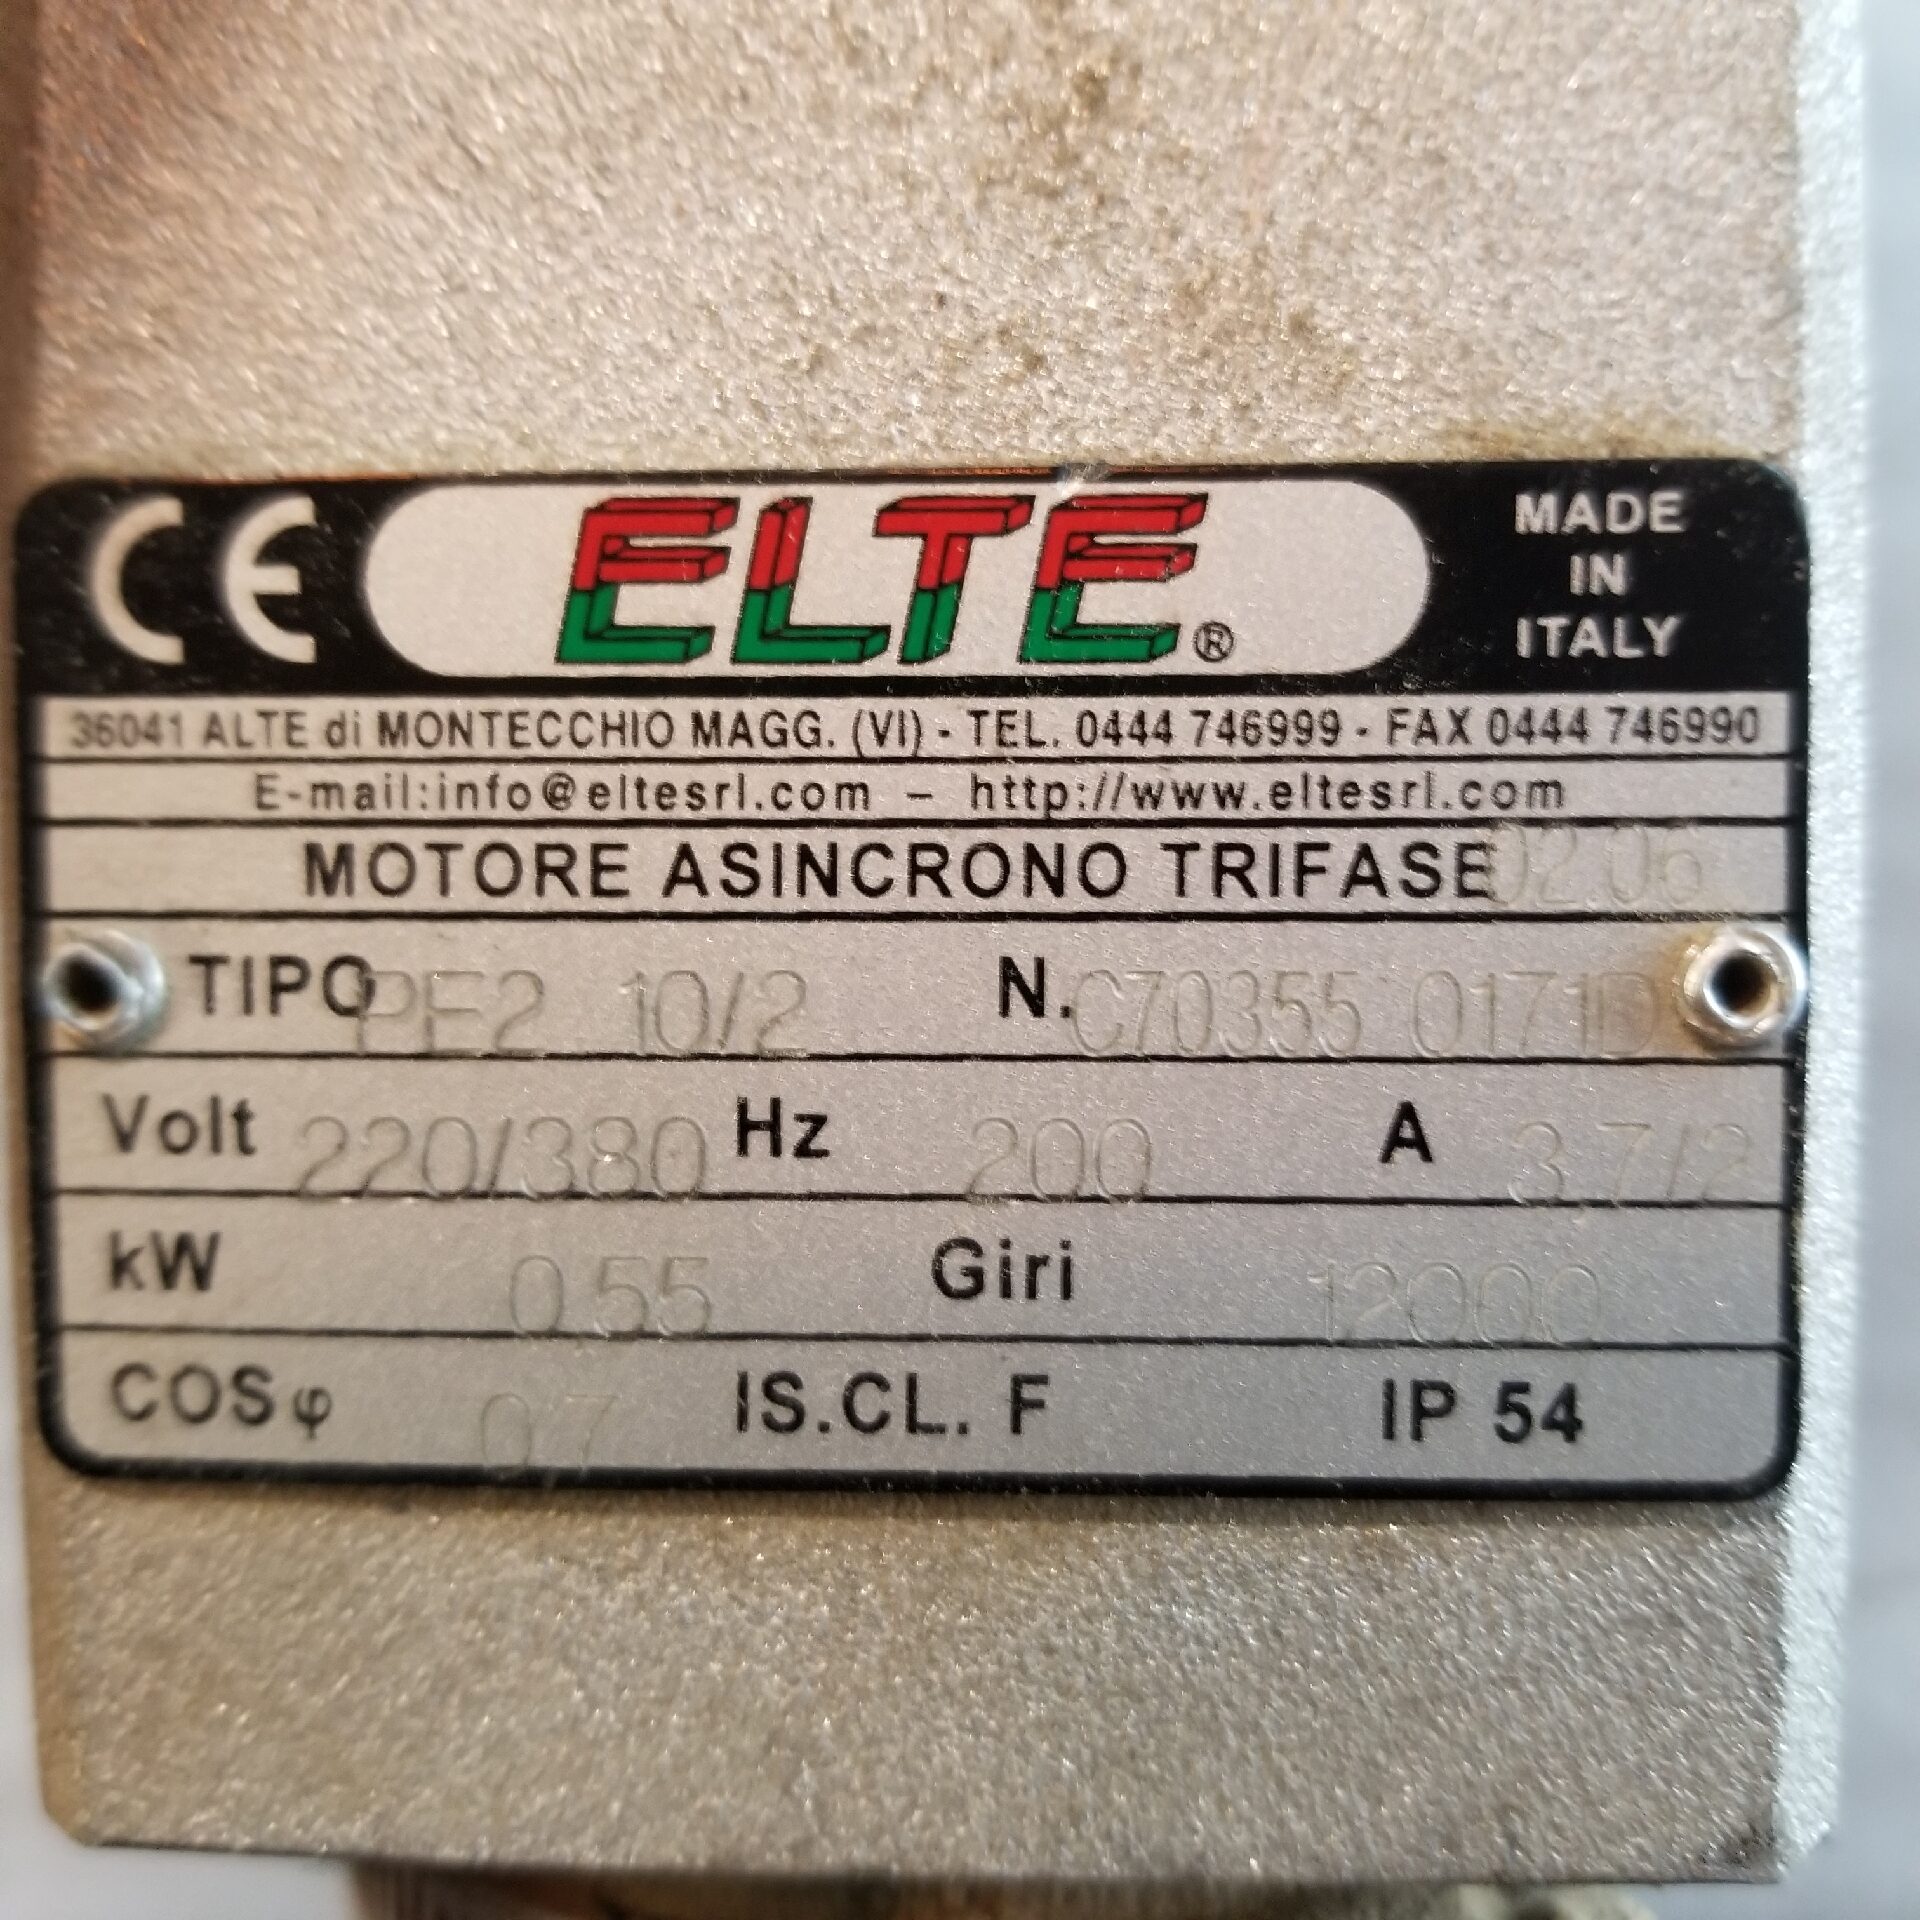 CE ELTE® MADE IN ITALY
36041 ALTE di MONTECCHIO MAGG. (VI) - TEL. 0444 746999 - FAX 0444 746990
E-mail:info@eltesrl.com – http://www.eltesrl.com
MOTORE ASINCRONO TRIFASE 02.06
TIPO PE2 10/2 N. C70355 0171D
Volt 220/380 Hz 200 A 3,7/2
kW 0.55 Giri 12000
COSφ 0.7 IS.CL. F IP 54